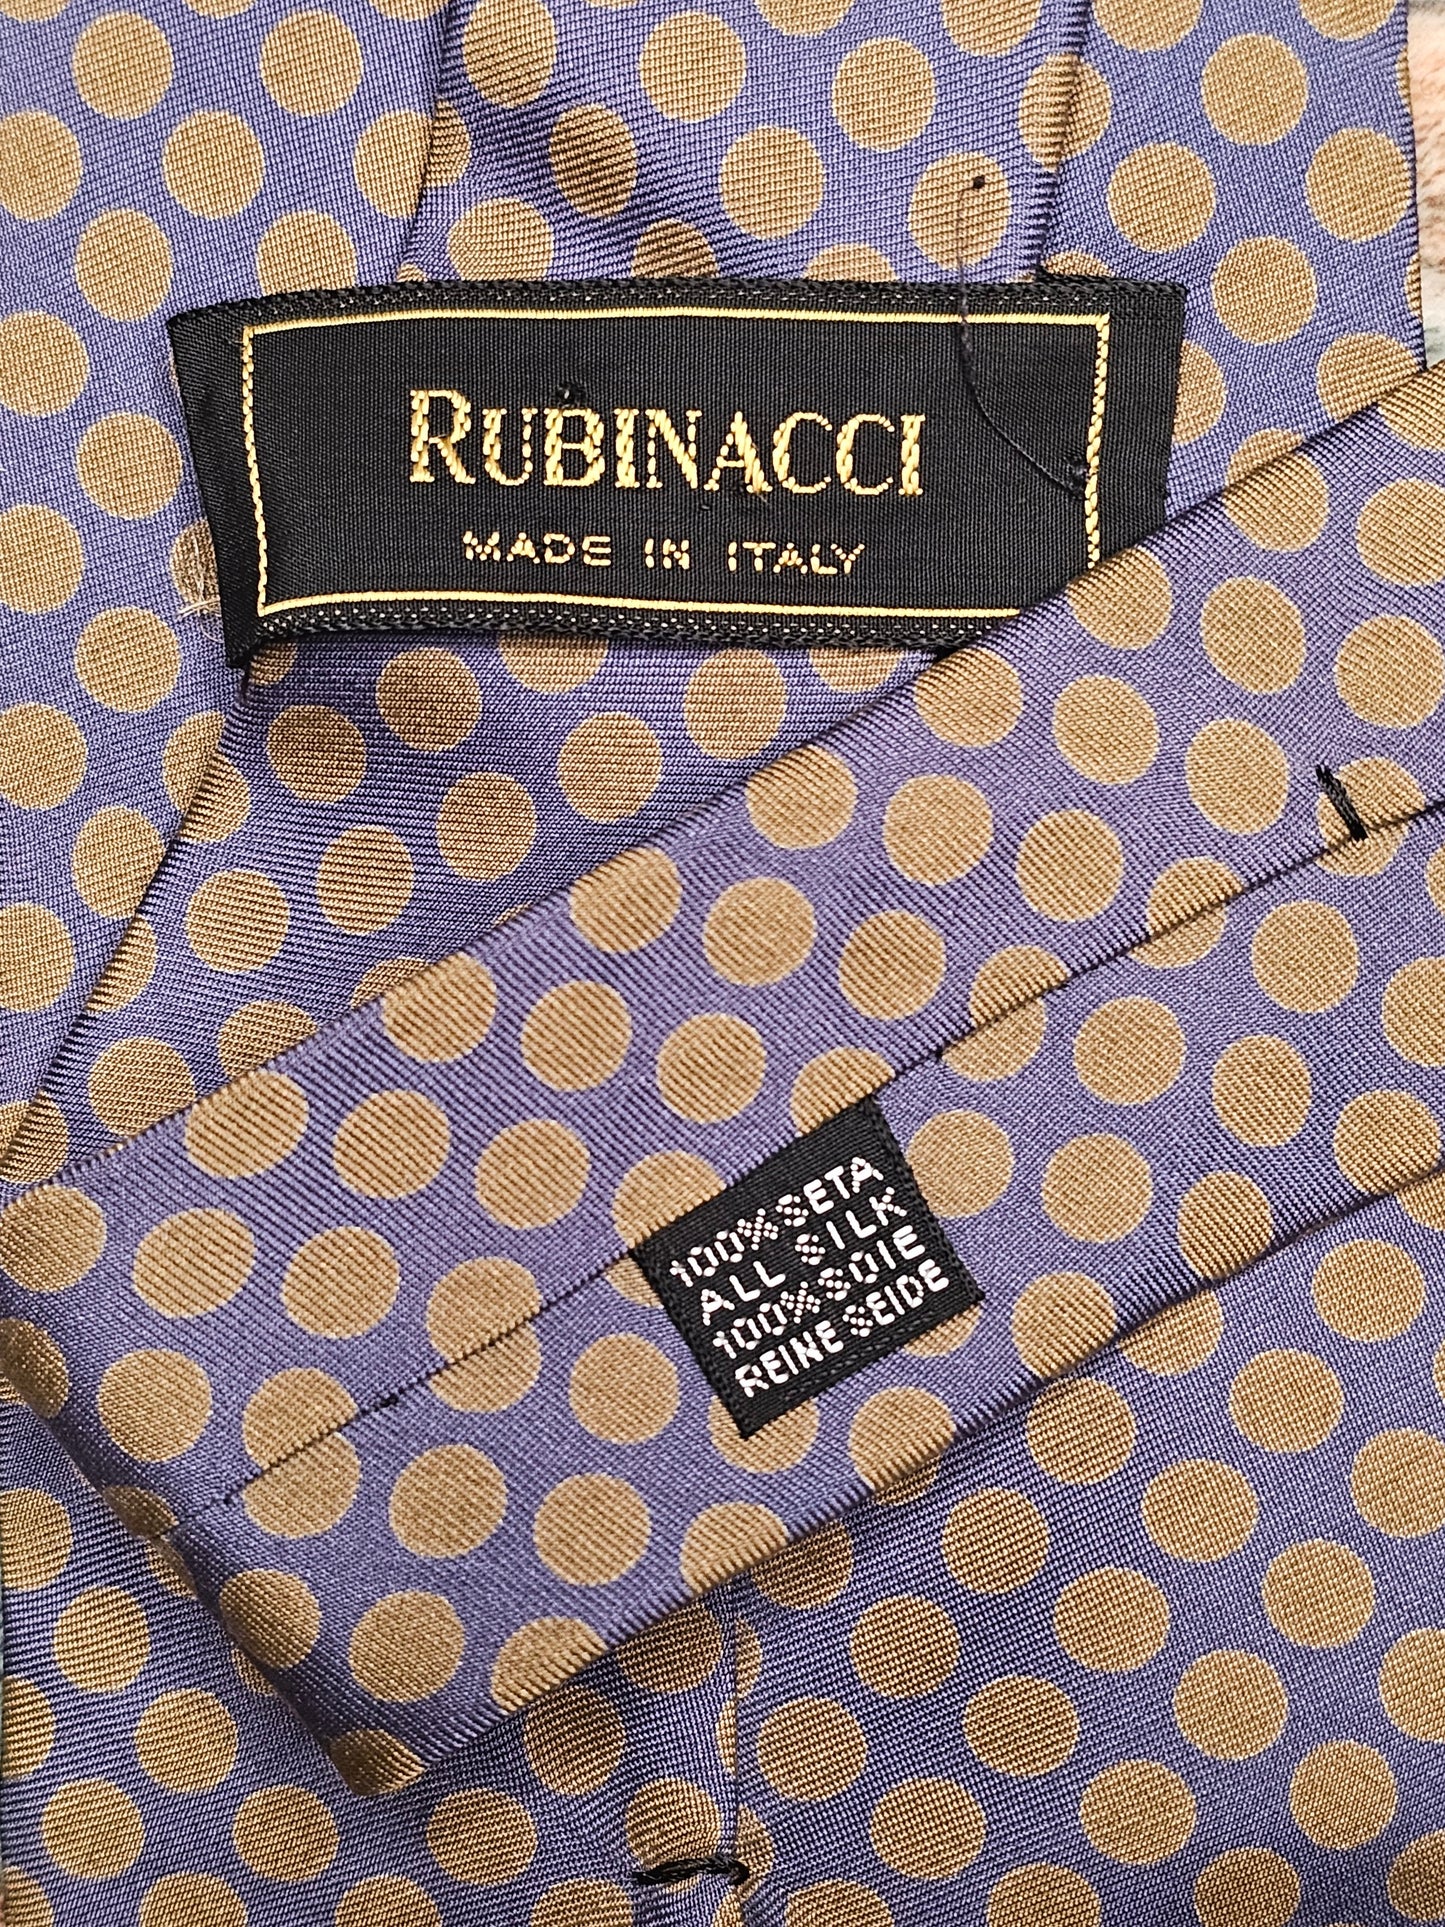 RUBINACCI
MADE IN ITALY
100%SETA
ALL SILK
100%SOIE
REINE SEIDE